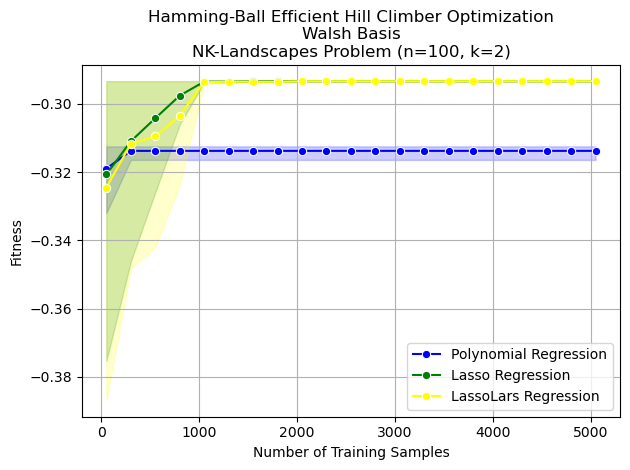 Hamming-Ball Efficient Hill Climber Optimization
Walsh Basis
NK-Landscapes Problem (n=100, k=2)
Fitness
−0.30
−0.32
−0.34
−0.36
−0.38
Polynomial Regression
Lasso Regression
LassoLars Regression
0
1000
2000
3000
4000
5000
Number of Training Samples